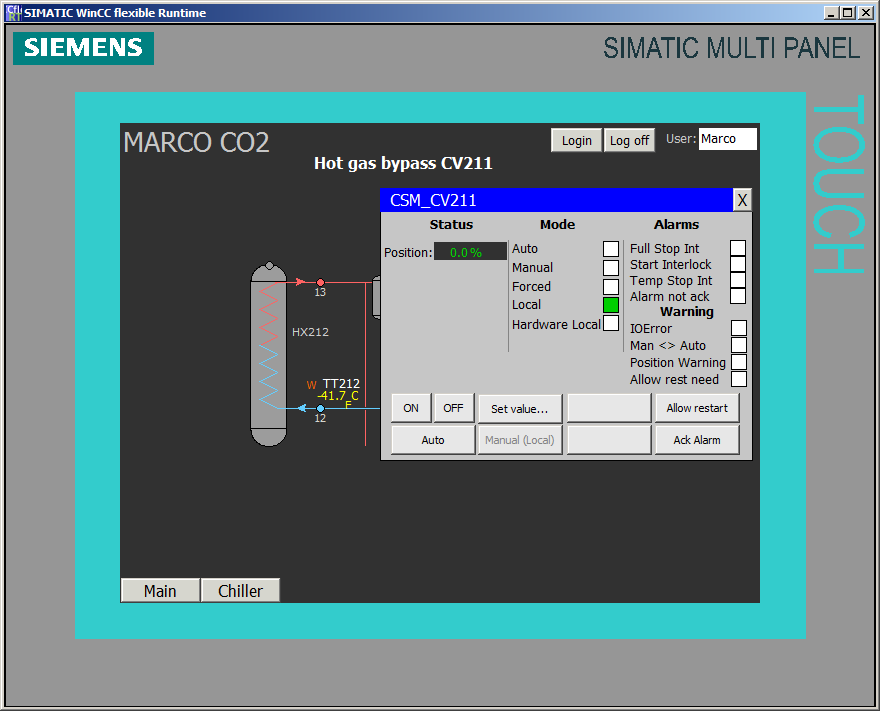 SIMATIC WinCC flexible Runtime
SIEMENS
SIMATIC MULTI PANEL
TOUCH
MARCO CO2
Login
Log off
User:
Marco
Hot gas bypass CV211
CSM_CV211
X
Status
Mode
Alarms
Position:
0.0 %
Auto
Manual
Forced
Local
Hardware Local
Full Stop Int
Start Interlock
Temp Stop Int
Alarm not ack
Warning
IOError
Man <> Auto
Position Warning
Allow rest need
ON
OFF
Set value...
Allow restart
Auto
Manual (Local)
Ack Alarm
13
HX212
W TT212
-41.7 C
F
12
Main
Chiller